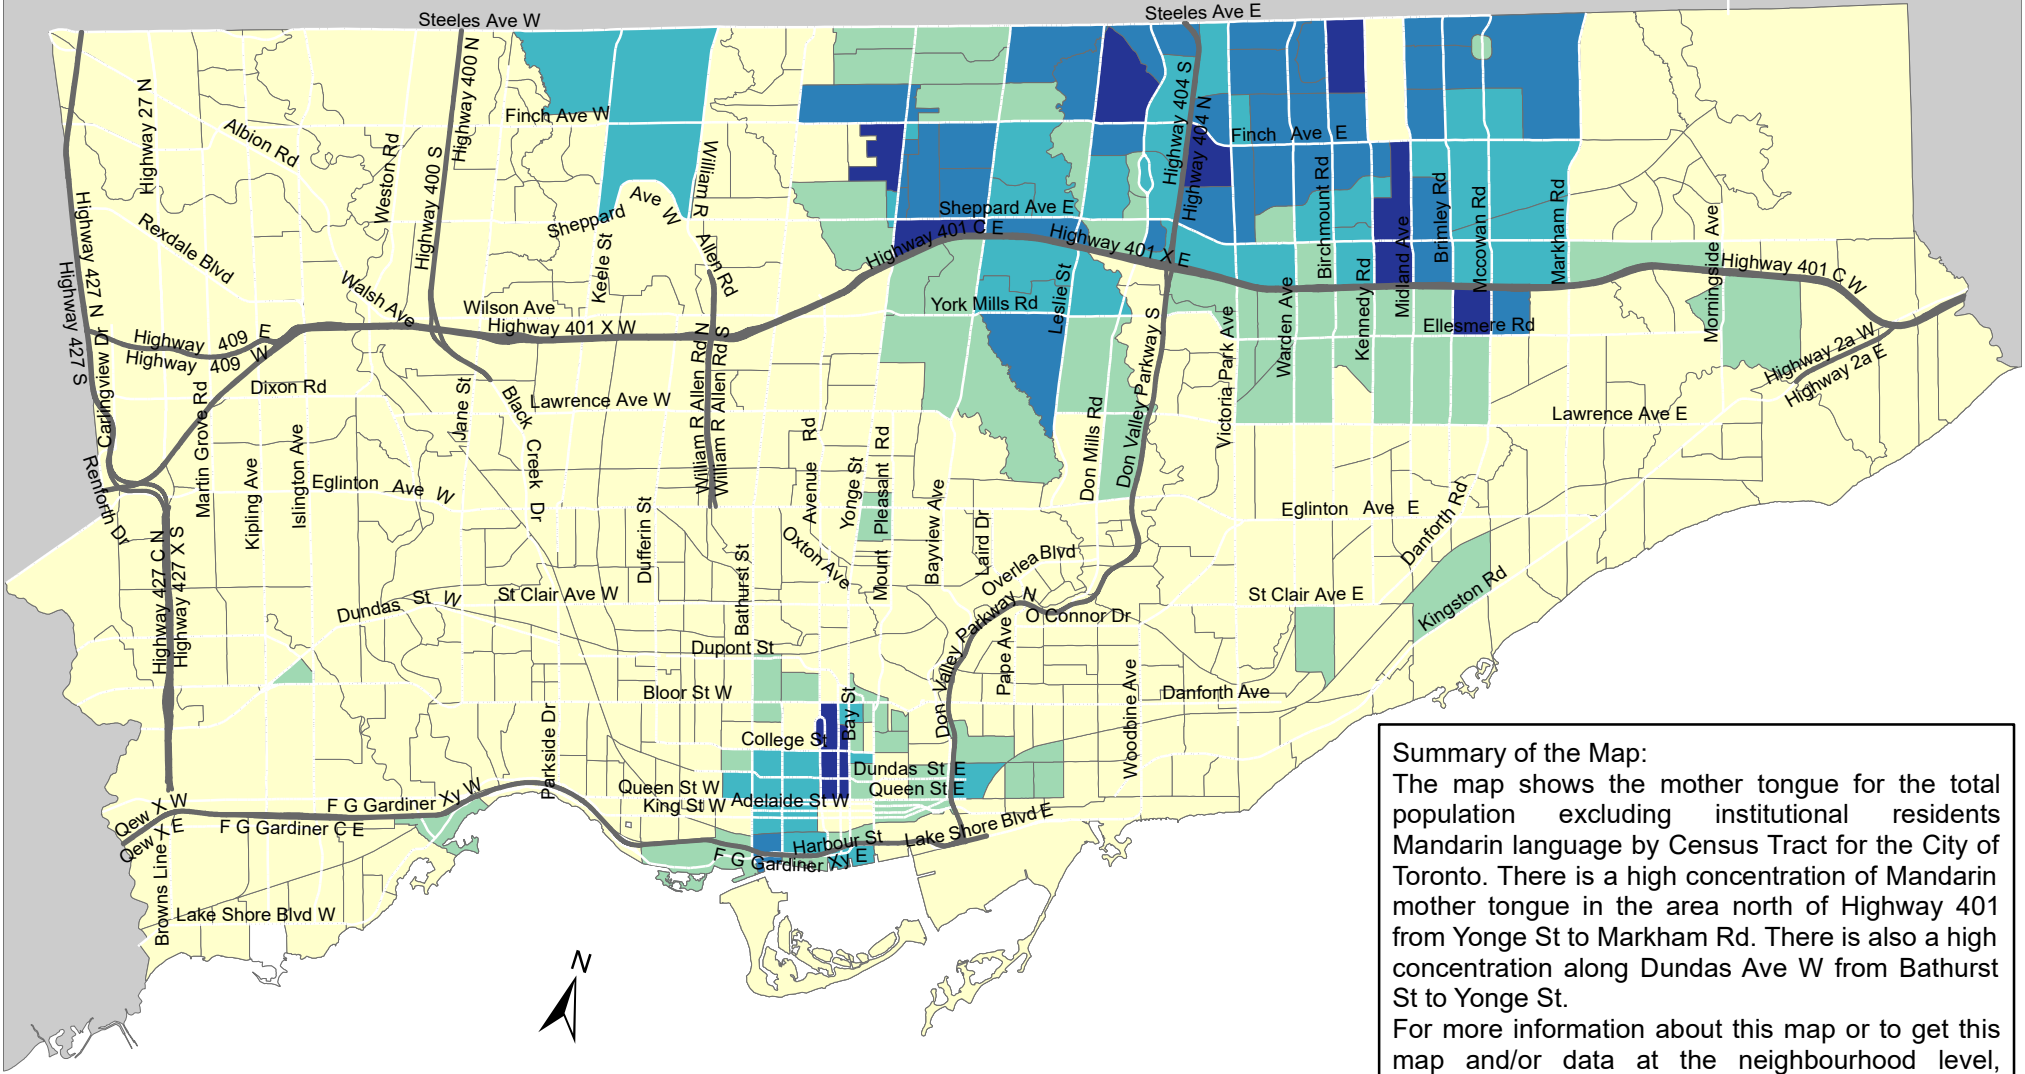 Steeles Ave W
Steeles Ave E
Highway 27 N
Albion Rd
Weston Rd
Highway 400 N
Highway 400 S
Finch Ave W
Highway 404 S
Highway 404 N
Finch Ave E
William R
Allen Rd
Sheppard
Ave W
Keele St
Sheppard Ave E
Highway 427 N
Highway 427 S
Rexdale Blvd
Walsh Ave
Wilson Ave
Highway 401 X W
Highway 401 C E
Highway 401 X E
Birchmount Rd
Kennedy Rd
Midland Ave
Brimley Rd
Mccowan Rd
Markham Rd
Morningside Ave
Highway 401 C W
York Mills Rd
Leslie St
Ellesmere Rd
Highway 409 E
Highway 409 W
Carlingview Dr
Dixon Rd
Martin Grove Rd
Kipling Ave
Islington Ave
Jane St
Black Creek Dr
Lawrence Ave W
William R Allen Rd N
William R Allen Rd S
Victoria Park Ave
Warden Ave
Highway 2a W
Highway 2a E
Lawrence Ave E
Renforth Dr
Eglinton Ave W
Dufferin St
Bathurst St
Avenue Rd
Oxton Ave
Yonge St
Mount Pleasant Rd
Bayview Ave
Laird Dr
Don Mills Rd
Don Valley Parkway S
Eglinton Ave E
Danforth Rd
Overlea Blvd
Highway 427 C N
Highway 427 X S
Dundas St W
St Clair Ave W
Don Valley Parkway N
O Connor Dr
St Clair Ave E
Kingston Rd
Dupont St
Bloor St W
Pape Ave
Danforth Ave
Woodbine Ave
Parkside Dr
Bay St
College St
Dundas St E
Queen St W
Queen St E
King St W
Adelaide St W
Qew X W
Qew X E
F G Gardiner Xy W
F G Gardiner C E
Harbour St
Lake Shore Blvd E
F G Gardiner Xy E
Browns Line
Lake Shore Blvd W
N
Summary of the Map:
The map shows the mother tongue for the total
population excluding institutional residents
Mandarin language by Census Tract for the City of
Toronto. There is a high concentration of Mandarin
mother tongue in the area north of Highway 401
from Yonge St to Markham Rd. There is also a high
concentration along Dundas Ave W from Bathurst
St to Yonge St.
For more information about this map or to get this
map and/or data at the neighbourhood level,